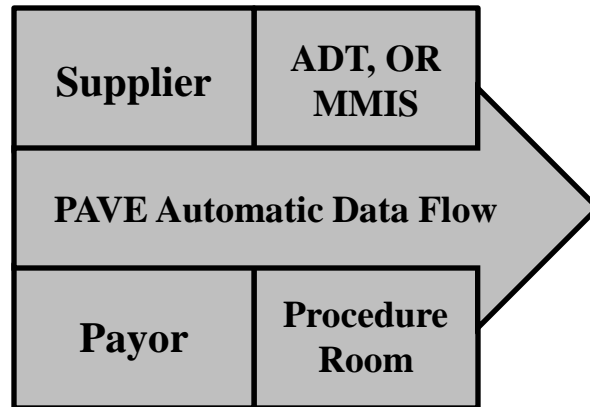 Supplier
ADT, OR
MMIS
PAVE Automatic Data Flow
Payor
Procedure
Room